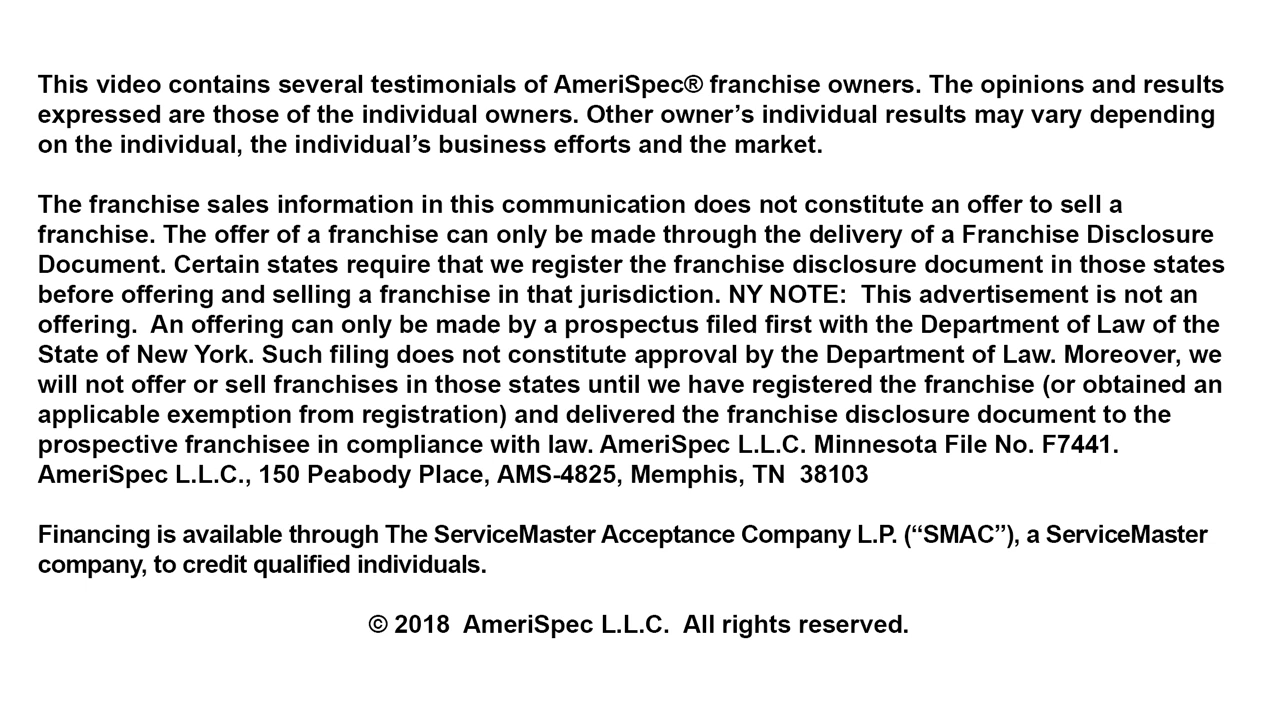 This video contains several testimonials of AmeriSpec® franchise owners. The opinions and results
expressed are those of the individual owners. Other owner’s individual results may vary depending
on the individual, the individual’s business efforts and the market.
The franchise sales information in this communication does not constitute an offer to sell a
franchise. The offer of a franchise can only be made through the delivery of a Franchise Disclosure
Document. Certain states require that we register the franchise disclosure document in those states
before offering and selling a franchise in that jurisdiction. NY NOTE:  This advertisement is not an
offering.  An offering can only be made by a prospectus filed first with the Department of Law of the
State of New York. Such filing does not constitute approval by the Department of Law. Moreover, we
will not offer or sell franchises in those states until we have registered the franchise (or obtained an
applicable exemption from registration) and delivered the franchise disclosure document to the
prospective franchisee in compliance with law. AmeriSpec L.L.C. Minnesota File No. F7441.
AmeriSpec L.L.C., 150 Peabody Place, AMS-4825, Memphis, TN  38103
Financing is available through The ServiceMaster Acceptance Company L.P. (“SMAC”), a ServiceMaster
company, to credit qualified individuals.
© 2018  AmeriSpec L.L.C.  All rights reserved.